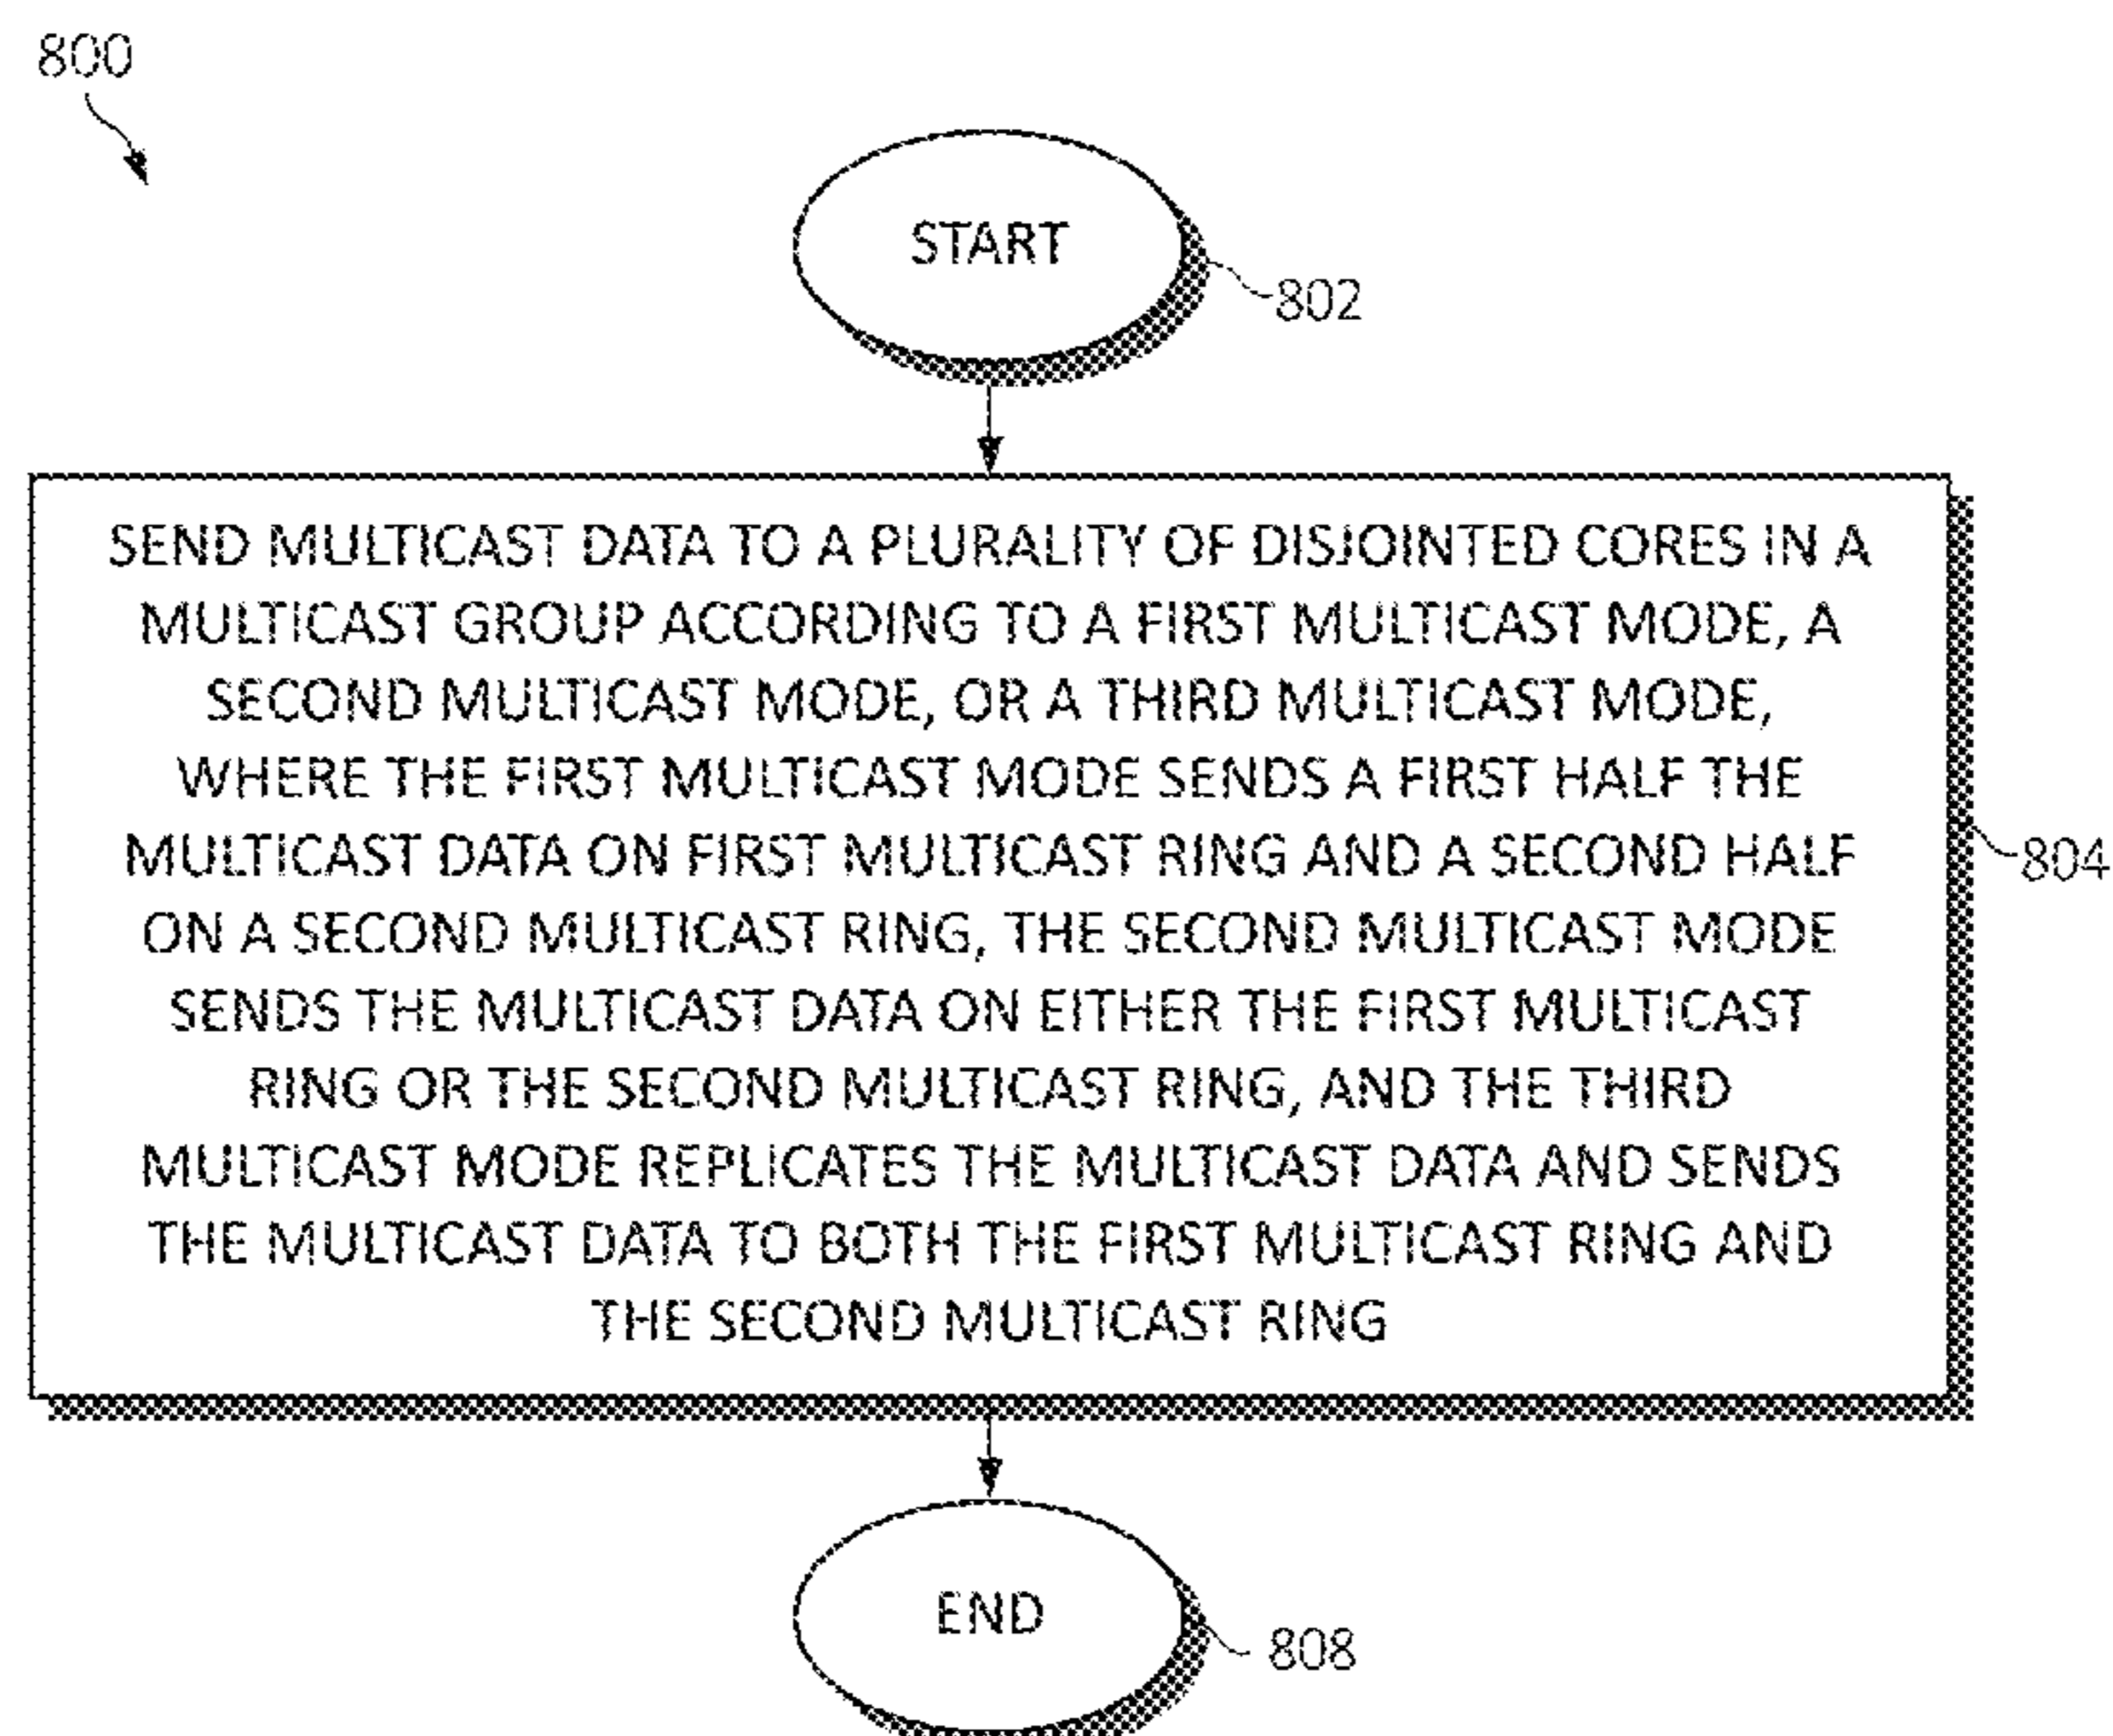 800
START
802
SEND MULTICAST DATA TO A PLURALITY OF DISJOINTED CORES IN A
MULTICAST GROUP ACCORDING TO A FIRST MULTICAST MODE, A
SECOND MULTICAST MODE, OR A THIRD MULTICAST MODE,
WHERE THE FIRST MULTICAST MODE SENDS A FIRST HALF THE
MULTICAST DATA ON FIRST MULTICAST RING AND A SECOND HALF
ON A SECOND MULTICAST RING, THE SECOND MULTICAST MODE
SENDS THE MULTICAST DATA ON EITHER THE FIRST MULTICAST
RING OR THE SECOND MULTICAST RING, AND THE THIRD
MULTICAST MODE REPLICATES THE MULTICAST DATA AND SENDS
THE MULTICAST DATA TO BOTH THE FIRST MULTICAST RING AND
THE SECOND MULTICAST RING
804
END
808